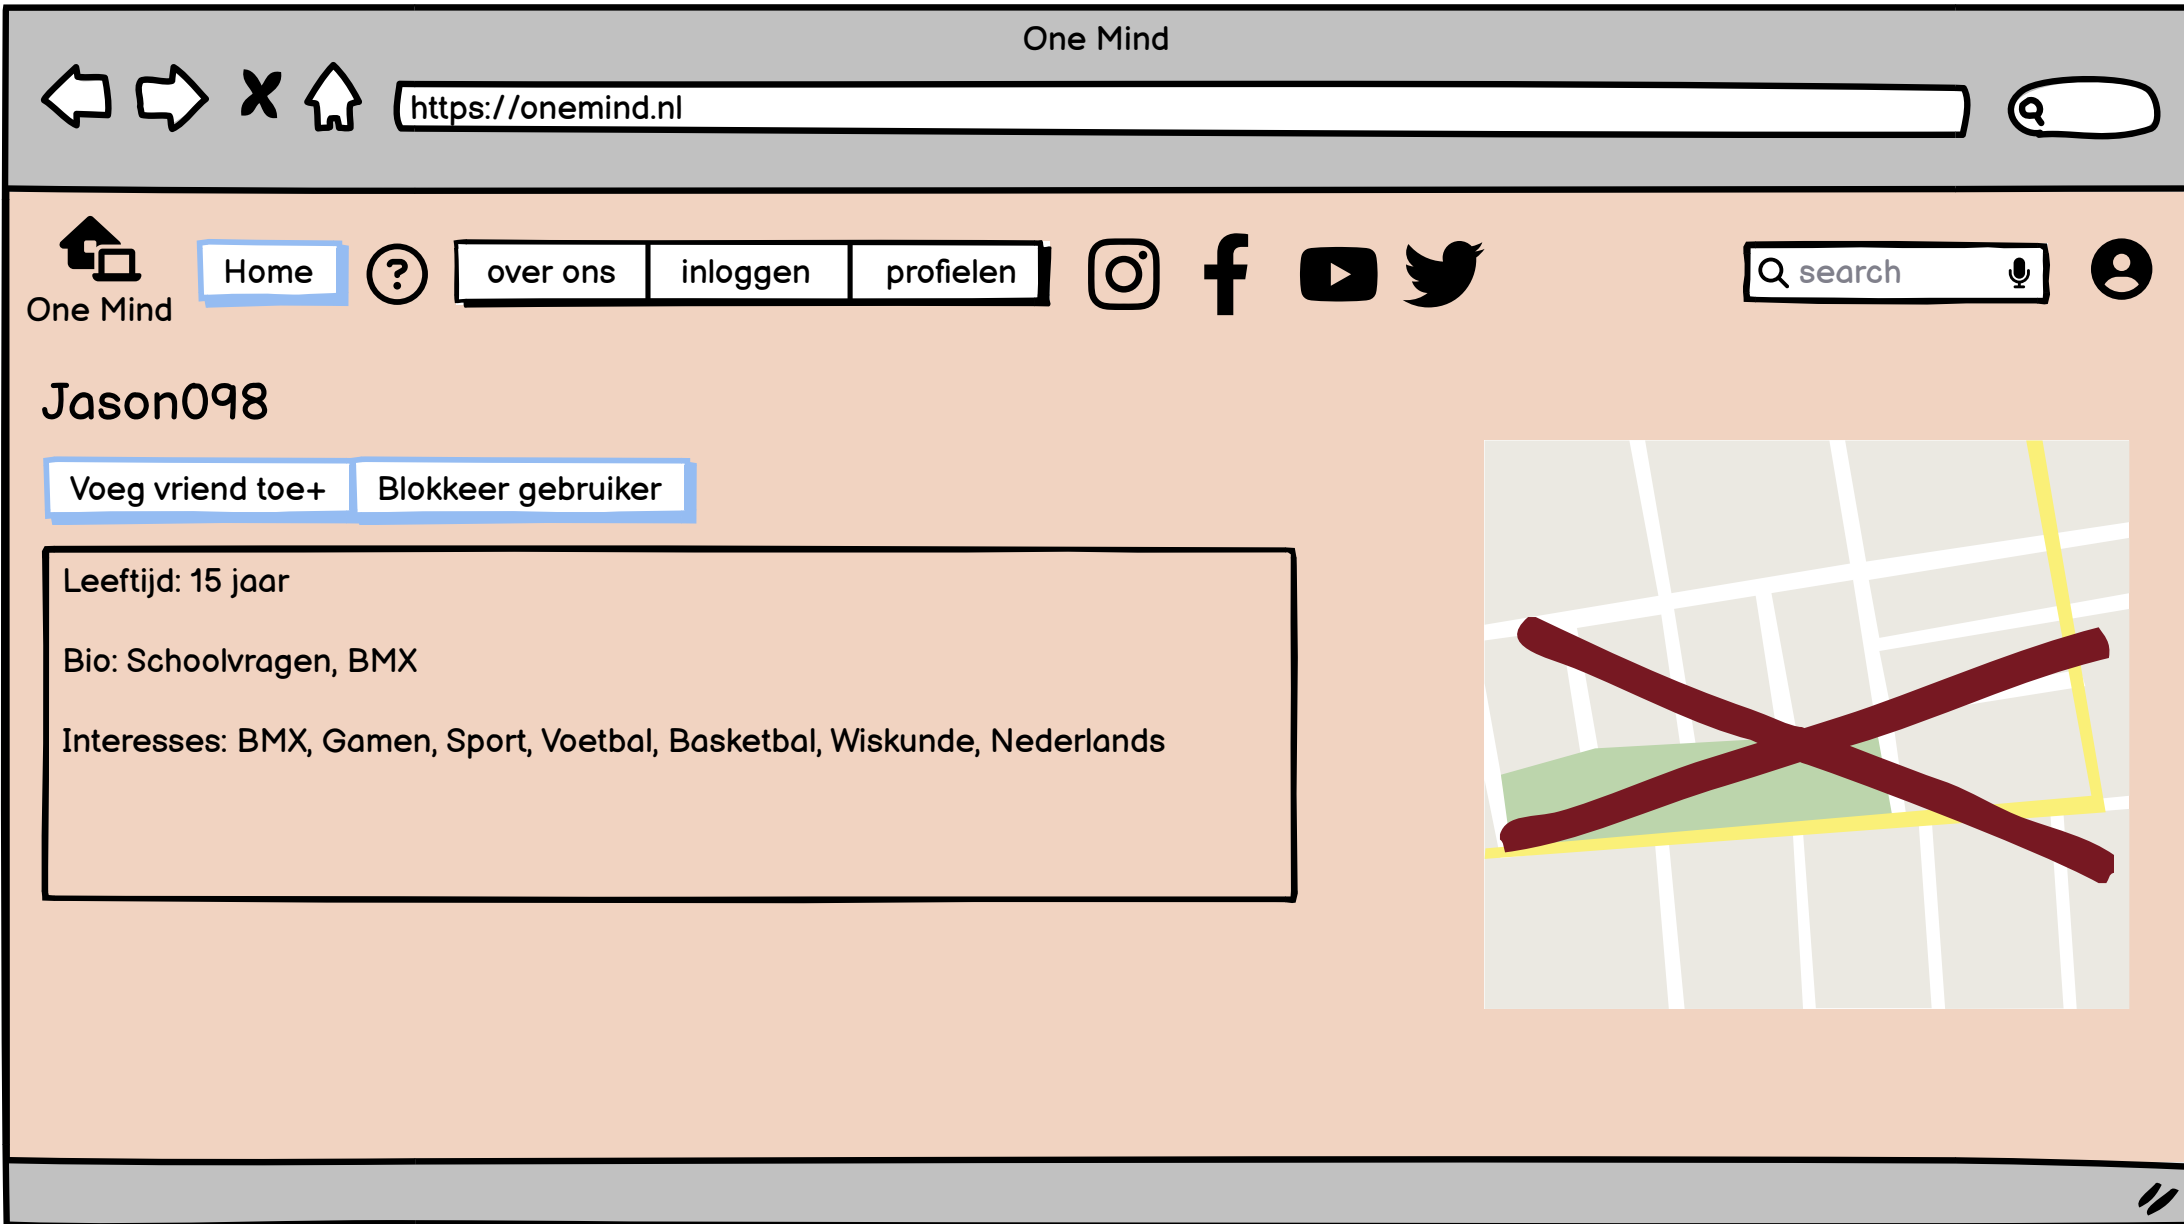 One Mind
https://onemind.nl
Home
?
over ons
inloggen
profielen
search
One Mind
Jason098
Voeg vriend toe+
Blokkeer gebruiker
Leeftijd: 15 jaar
Bio: Schoolvragen, BMX
Interesses: BMX, Gamen, Sport, Voetbal, Basketbal, Wiskunde, Nederlands